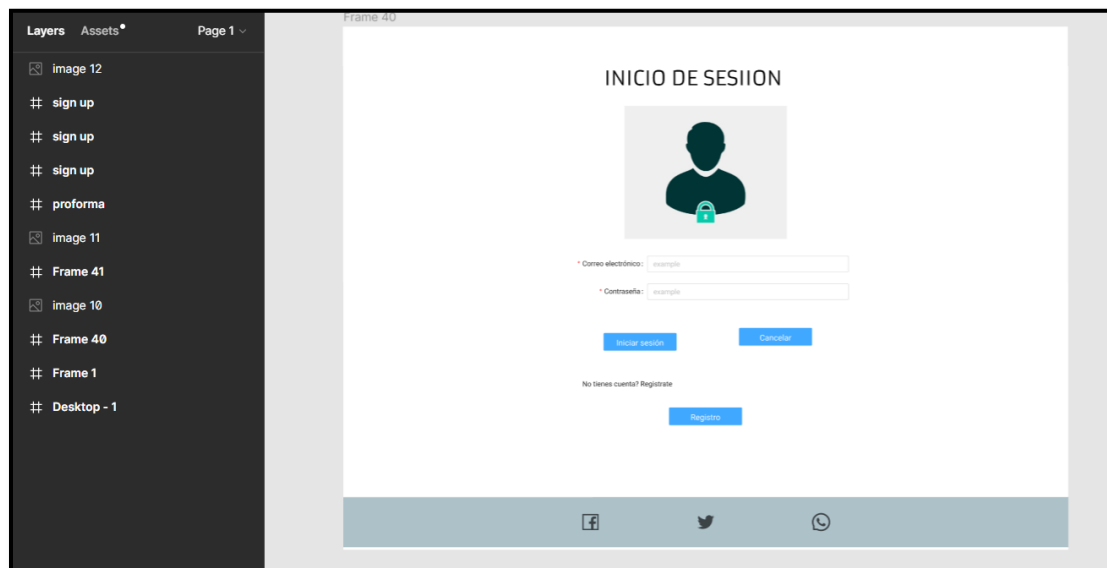 Layers Assets Page 1
image 12
sign up
sign up
sign up
proforma
image 11
Frame 41
image 10
Frame 40
Frame 1
Desktop - 1
Frame 40
INICIO DE SESIION
* Correo electrónico: example
* Contraseña: example
Iniciar sesión Cancelar
No tienes cuenta? Registrate
Registro